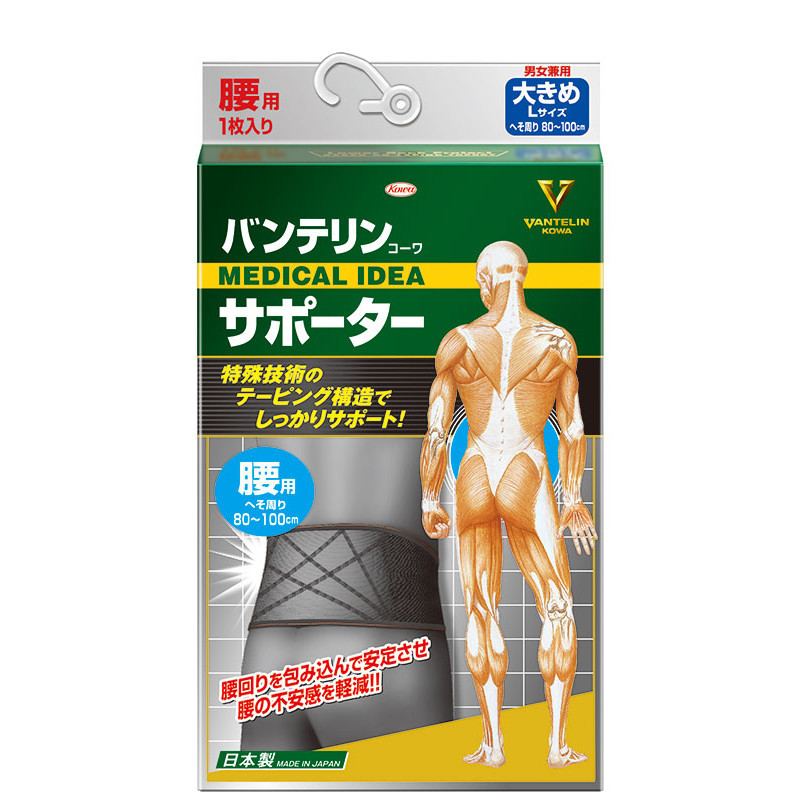 腰用
1枚入り
男女兼用
大きめ
Lサイズ
へそ周り 80~100cm
Kowa
VANTELIN
KOWA
バンテリンコーワ
MEDICAL IDEA
サポーター
特殊技術の
テーピング構造で
しっかりサポート!
腰用
へそ周り
80~100cm
腰回りを包み込んで安定させ
腰の不安感を軽減!!
日本製 MADE IN JAPAN